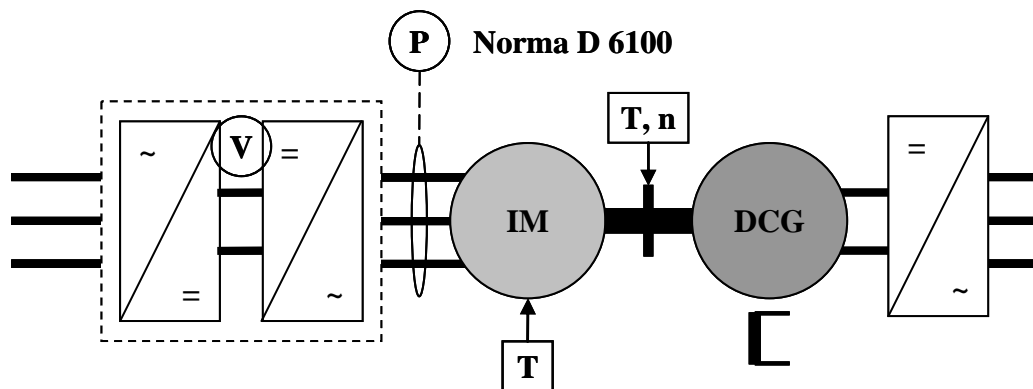 P Norma D 6100
T, n
~ V = =
IM DCG
= ~ ~
T